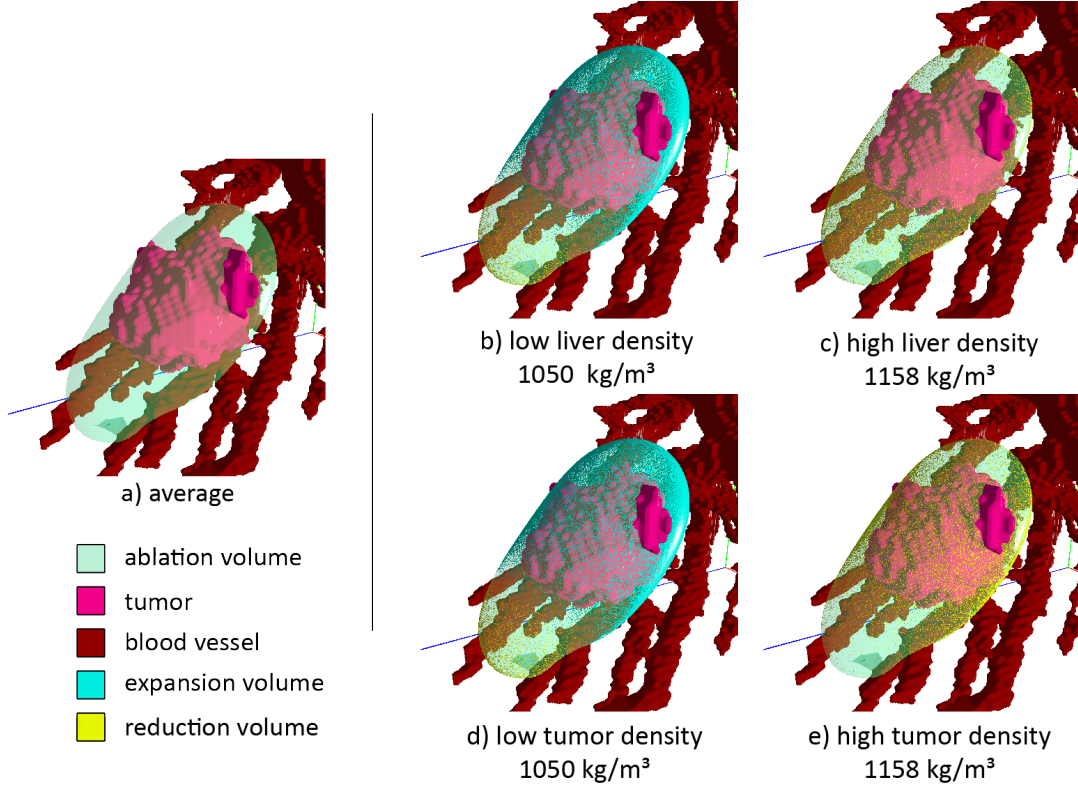 a) average
ablation volume
tumor
blood vessel
expansion volume
reduction volume
b) low liver density
1050 kg/m³
c) high liver density
1158 kg/m³
d) low tumor density
1050 kg/m³
e) high tumor density
1158 kg/m³